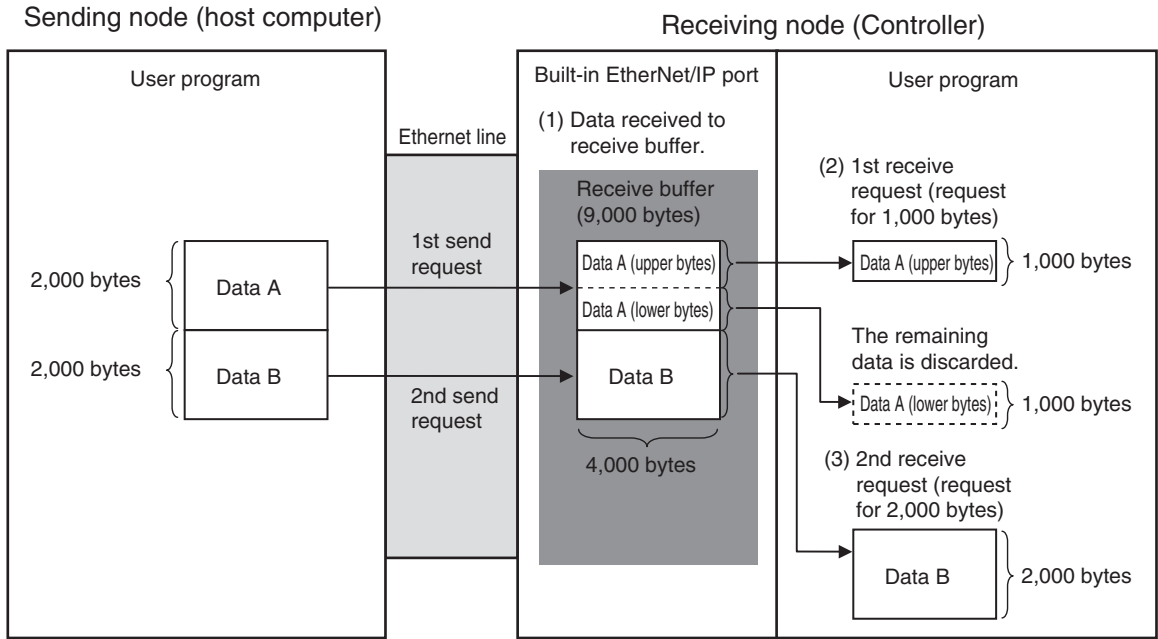 Sending node (host computer)
Receiving node (Controller)
User program
Built-in EtherNet/IP port
User program
Ethernet line
(1) Data received to
receive buffer.
Receive buffer
(9,000 bytes)
(2) 1st receive
request (request
for 1,000 bytes)
2,000 bytes
Data A
1st send
request
Data A (upper bytes)
Data A (lower bytes)
Data A (upper bytes)
1,000 bytes
The remaining
data is discarded.
2,000 bytes
Data B
2nd send
request
Data B
Data A (lower bytes)
1,000 bytes
4,000 bytes
(3) 2nd receive
request (request
for 2,000 bytes)
Data B
2,000 bytes